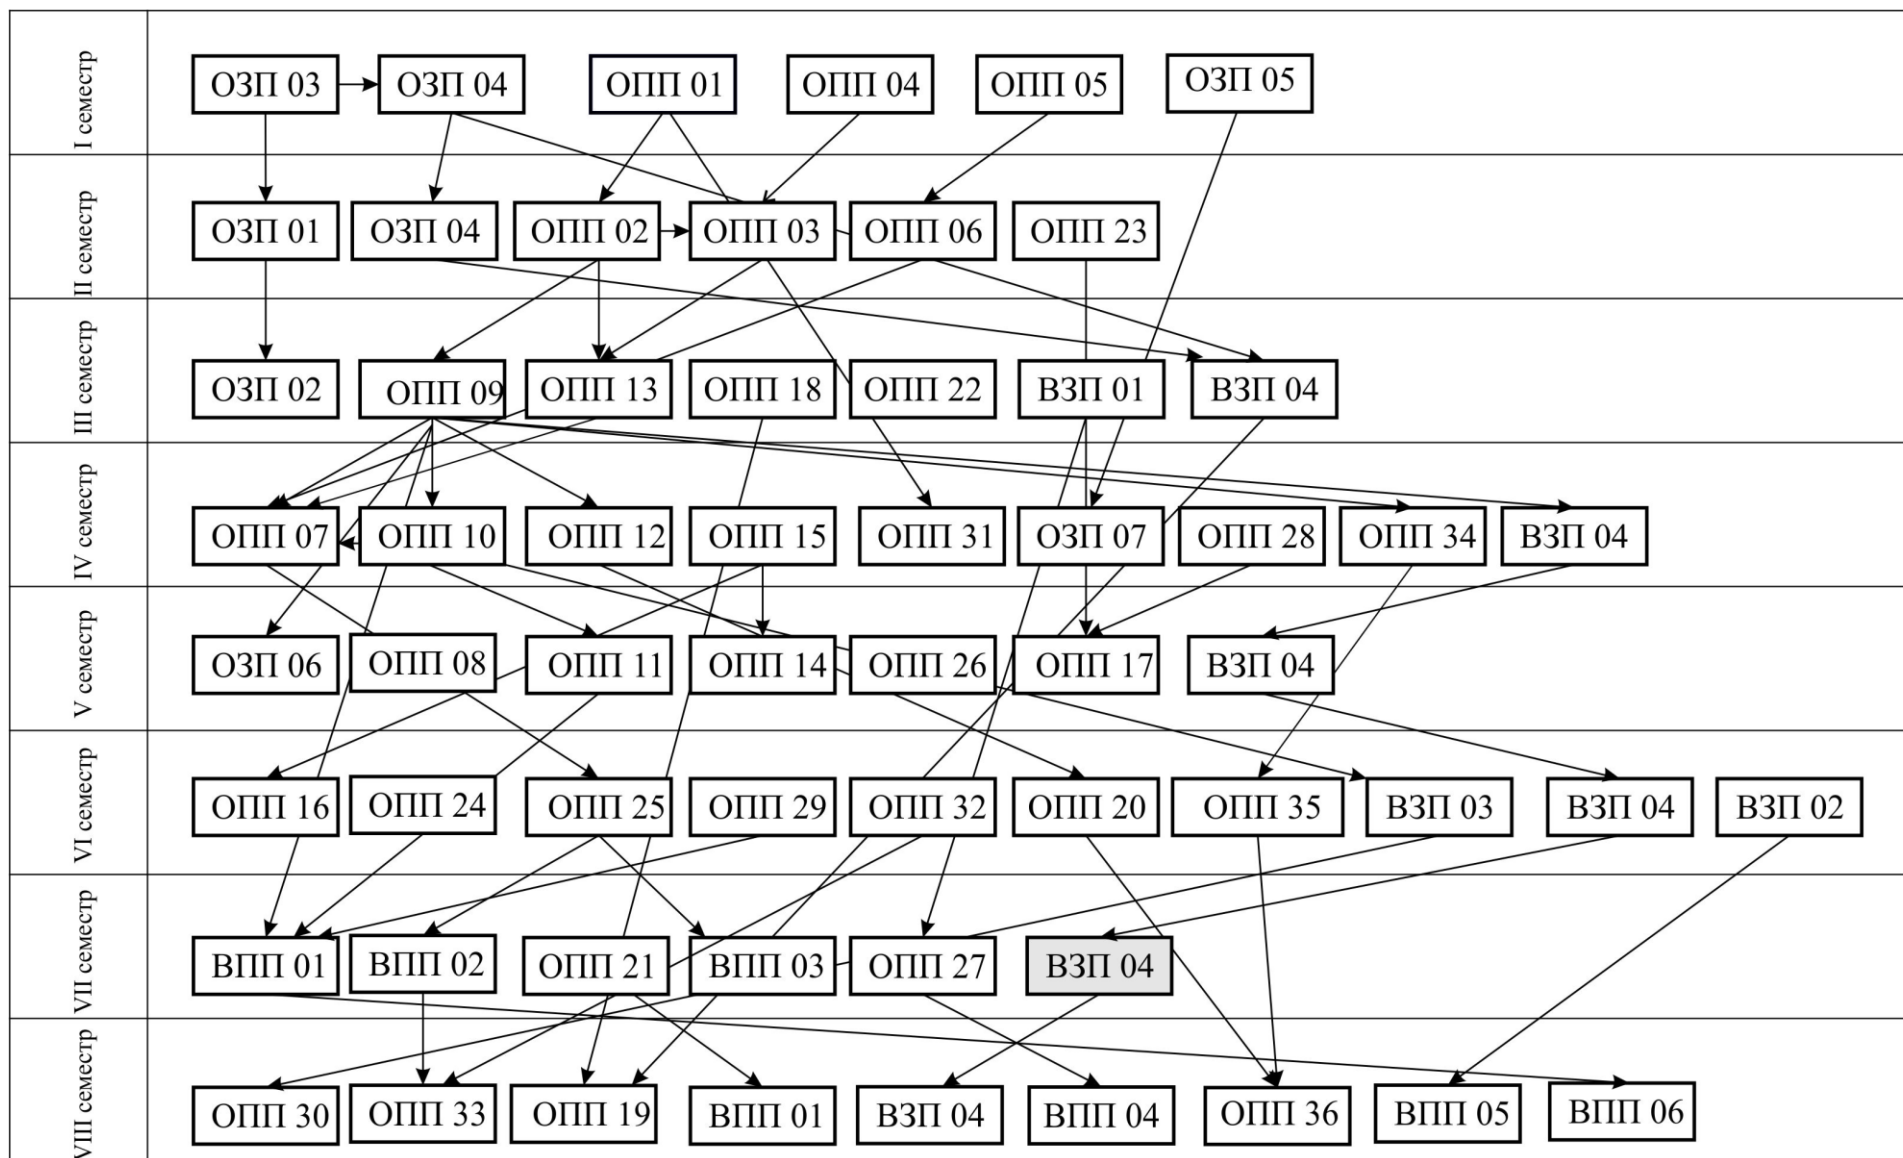 I семестр
ОЗП 03
ОЗП 04
ОПП 01
ОПП 04
ОПП 05
ОЗП 05
II семестр
ОЗП 01
ОЗП 04
ОПП 02
ОПП 03
ОПП 06
ОПП 23
III семестр
ОЗП 02
ОПП 09
ОПП 13
ОПП 18
ОПП 22
ВЗП 01
ВЗП 04
IV семестр
ОПП 07
ОПП 10
ОПП 12
ОПП 15
ОПП 31
ОЗП 07
ОПП 28
ОПП 34
ВЗП 04
V семестр
ОЗП 06
ОПП 08
ОПП 11
ОПП 14
ОПП 26
ОПП 17
ВЗП 04
VI семестр
ОПП 16
ОПП 24
ОПП 25
ОПП 29
ОПП 32
ОПП 20
ОПП 35
ВЗП 03
ВЗП 04
ВЗП 02
VII семестр
ВПП 01
ВПП 02
ОПП 21
ВПП 03
ОПП 27
ВЗП 04
VIII семестр
ОПП 30
ОПП 33
ОПП 19
ВПП 01
ВЗП 04
ВПП 04
ОПП 36
ВПП 05
ВПП 06